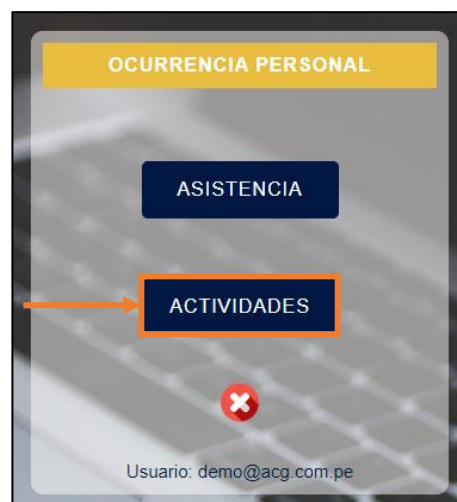 OCURRENCIA PERSONAL
ASISTENCIA
ACTIVIDADES
Usuario: demo@acg.com.pe